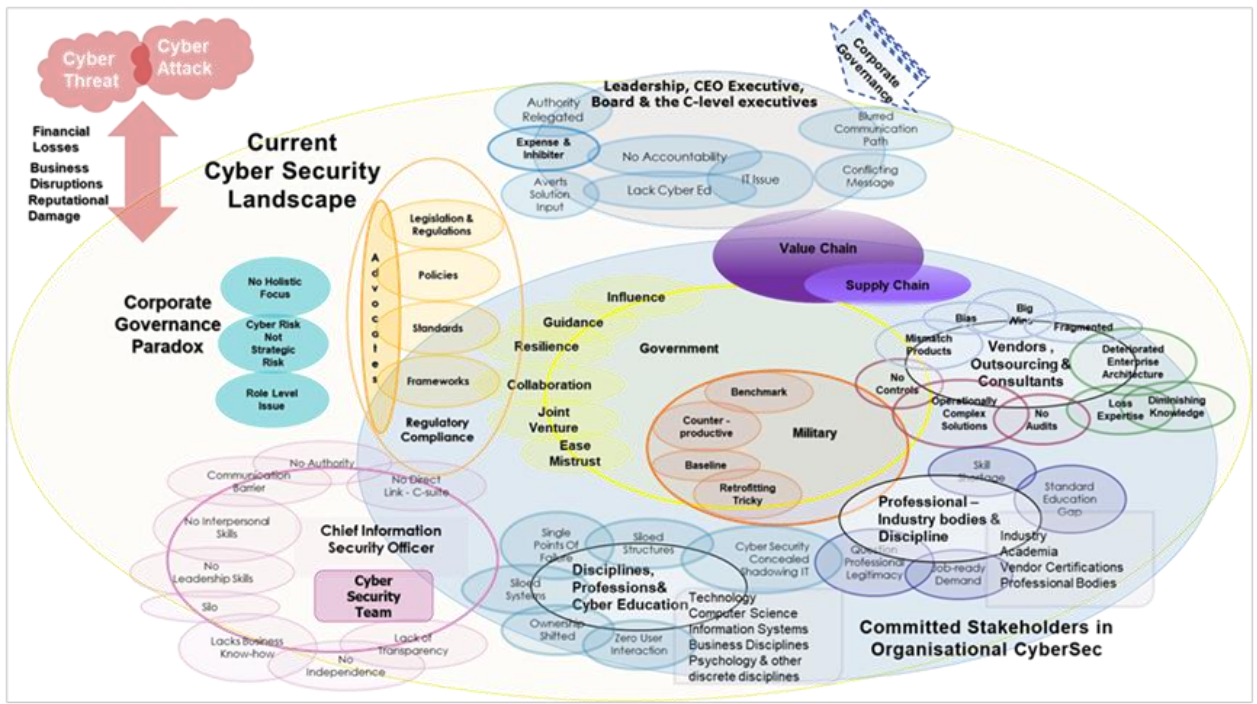 Cyber
Threat
Cyber
Attack
Financial
Losses
Business
Disruptions
Reputational
Damage
Current
Cyber Security
Landscape
Corporate
Governance
Leadership, CEO Executive,
Board & the C-level executives
Authority
Relegated
Expense &
Inhibiter
Averts
Solution
Input
No Accountability
Lack Cyber Ed
IT Issue
Blurred
Communication
Path
Conflicting
Message
Advocates
Legislation &
Regulations
Policies
Standards
Frameworks
Regulatory
Compliance
Corporate
Governance
Paradox
No Holistic
Focus
Cyber Risk
Not
Strategic
Risk
Role Level
Issue
Value Chain
Supply Chain
Influence
Guidance
Resilience
Collaboration
Joint
Venture
Ease
Mistrust
Government
Benchmark
Counter -
productive
Baseline
Retrofitting
Tricky
Military
Bias
Big
Fragmented
Mismatch
Products
Vendors ,
Outsourcing &
Consultants
Deteriorated
Enterprise
Architecture
No
Controls
Operationally
Complex
Solutions
No
Audits
Loss
Expertise
Diminishing
Knowledge
Skill
Shortage
Standard
Education
Gap
Professional –
Industry bodies &
Discipline
Question
Professional
Legitimacy
Job-ready
Demand
Industry
Academia
Vendor Certifications
Professional Bodies
No Authority
Communication
Barrier
No Direct
Link - C-suite
No Interpersonal
Skills
No
Leadership Skills
Silo
Lacks Business
Know-how
No
Independence
Lack of
Transparency
Chief Information
Security Officer
Cyber
Security
Team
Single
Points Of
Failure
Siloed
Structures
Cyber Security
Concealed
Shadowing IT
Siloed
Systems
Disciplines,
Professions&
Cyber Education
Ownership
Shifted
Zero User
Interaction
Technology
Computer Science
Information Systems
Business Disciplines
Psychology & other
discrete disciplines
Committed Stakeholders in
Organisational CyberSec